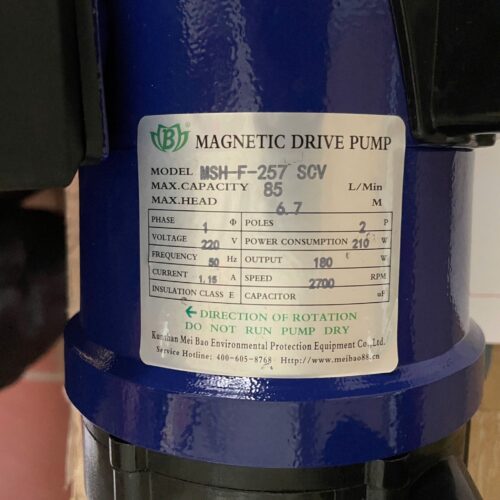 B
MAGNETIC DRIVE PUMP
MODEL MSH-F-257 SCV
MAX.CAPACITY 85 L/Min
MAX.HEAD 6.7 M
PHASE 1 Φ POLES 2 P
VOLTAGE 220 V POWER CONSUMPTION 210 W
FREQUENCY 50 Hz OUTPUT 180 W
CURRENT 1.15 A SPEED 2700 RPM
INSULATION CLASS E CAPACITOR uF
← DIRECTION OF ROTATION
DO NOT RUN PUMP DRY
Kunshan Mei Bao Environmental Protection Equipment Co.,Ltd.
Service Hotline: 400-605-8768 Http://www.meibao88.cn